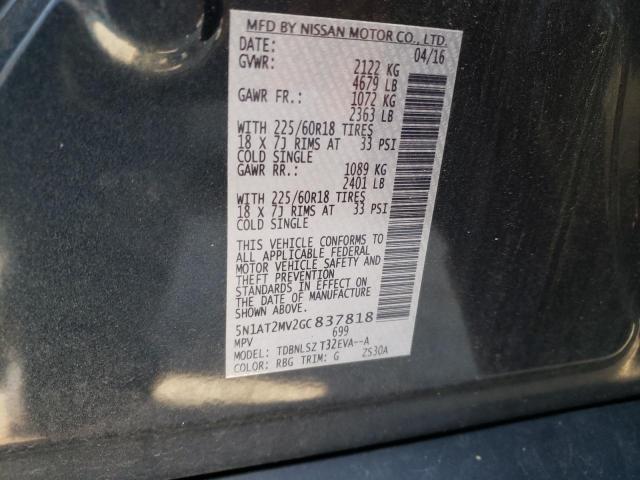 MFD BY NISSAN MOTOR CO., LTD.
DATE: 04/16
GVWR: 2122 KG
4679 LB
GAWR FR.: 1072 KG
2363 LB
WITH 225/60R18 TIRES
18 X 7J RIMS AT 33 PSI
COLD SINGLE
GAWR RR.: 1089 KG
2401 LB
WITH 225/60R18 TIRES
18 X 7J RIMS AT 33 PSI
COLD SINGLE
THIS VEHICLE CONFORMS TO
ALL APPLICABLE FEDERAL
MOTOR VEHICLE SAFETY AND
THEFT PREVENTION
STANDARDS IN EFFECT ON
THE DATE OF MANUFACTURE
SHOWN ABOVE.
5N1AT2MV2GC837818
MPV 699
MODEL: TDBNLSZ T32EVA--A
COLOR: RBG TRIM: G ZS30A